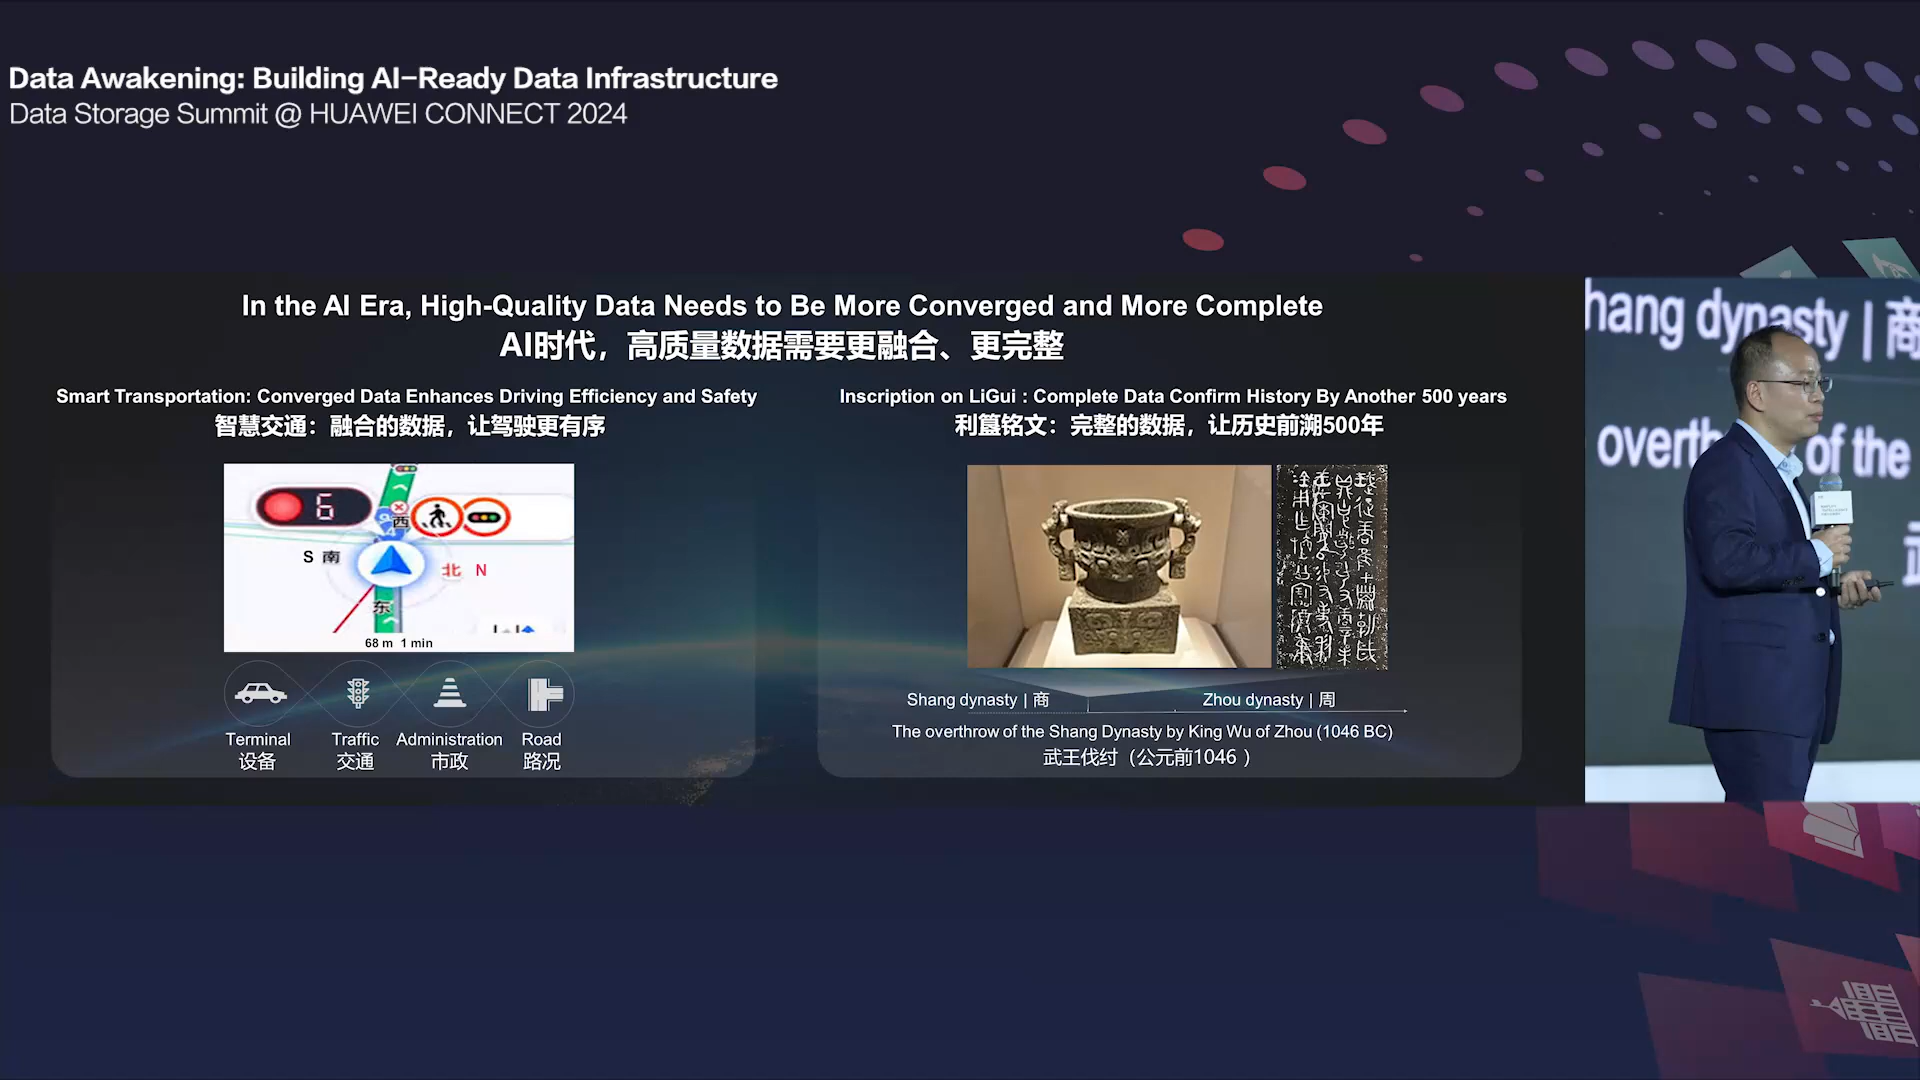 Data Awakening: Building AI-Ready Data Infrastructure
Data Storage Summit @ HUAWEI CONNECT 2024
In the AI Era, High-Quality Data Needs to Be More Converged and More Complete
AI时代，高质量数据需要更融合、更完整
Smart Transportation: Converged Data Enhances Driving Efficiency and Safety
智慧交通：融合的数据，让驾驶更有序
6
西
S 南
北 N
东
68 m 1 min
Terminal
设备
Traffic
交通
Administration
市政
Road
路况
Inscription on LiGui : Complete Data Confirm History By Another 500 years
利簋铭文：完整的数据，让历史前溯500年
Shang dynasty | 商
Zhou dynasty | 周
The overthrow of the Shang Dynasty by King Wu of Zhou (1046 BC)
武王伐纣（公元前1046 ）
hang dynasty | 商
overth of the